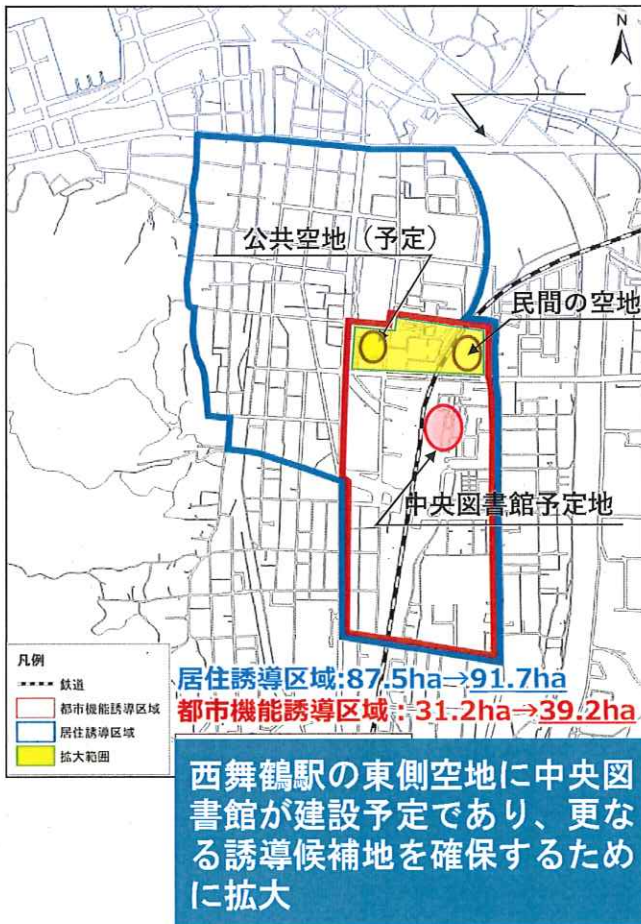 N
公共空地（予定）
民間の空地
中央図書館予定地
凡例
鉄道
都市機能誘導区域
居住誘導区域
拡大範囲
居住誘導区域:87.5ha→91.7ha
都市機能誘導区域：31.2ha→39.2ha
西舞鶴駅の東側空地に中央図
書館が建設予定であり、更な
る誘導候補地を確保するため
に拡大